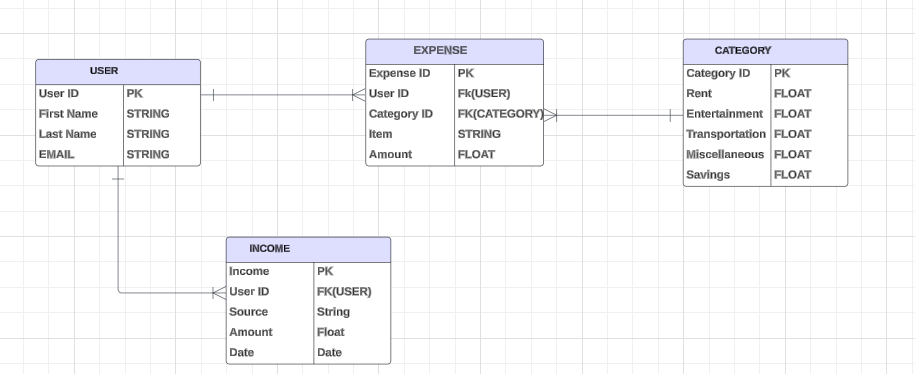 USER
User ID PK
First Name STRING
Last Name STRING
EMAIL STRING
EXPENSE
Expense ID PK
User ID Fk(USER)
Category ID FK(CATEGORY)
Item STRING
Amount FLOAT
CATEGORY
Category ID PK
Rent FLOAT
Entertainment FLOAT
Transportation FLOAT
Miscellaneous FLOAT
Savings FLOAT
INCOME
Income PK
User ID FK(USER)
Source String
Amount Float
Date Date